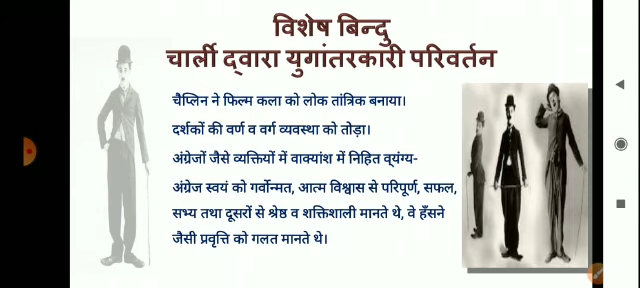 विशेष बिन्दु
चार्ली द्वारा युगांतरकारी परिवर्तन
चैप्लिन ने फिल्म कला को लोक तांत्रिक बनाया।
दर्शकों की वर्ण व वर्ग व्यवस्था को तोड़ा।
अंग्रेजों जैसे व्यक्तियों में वाक्यांश में निहित व्यंग्य-
अंग्रेज स्वयं को गर्वोन्मत, आत्म विश्वास से परिपूर्ण, सफल,
सभ्य तथा दूसरों से श्रेष्ठ व शक्तिशाली मानते थे, वे हँसने
जैसी प्रवृत्ति को गलत मानते थे।